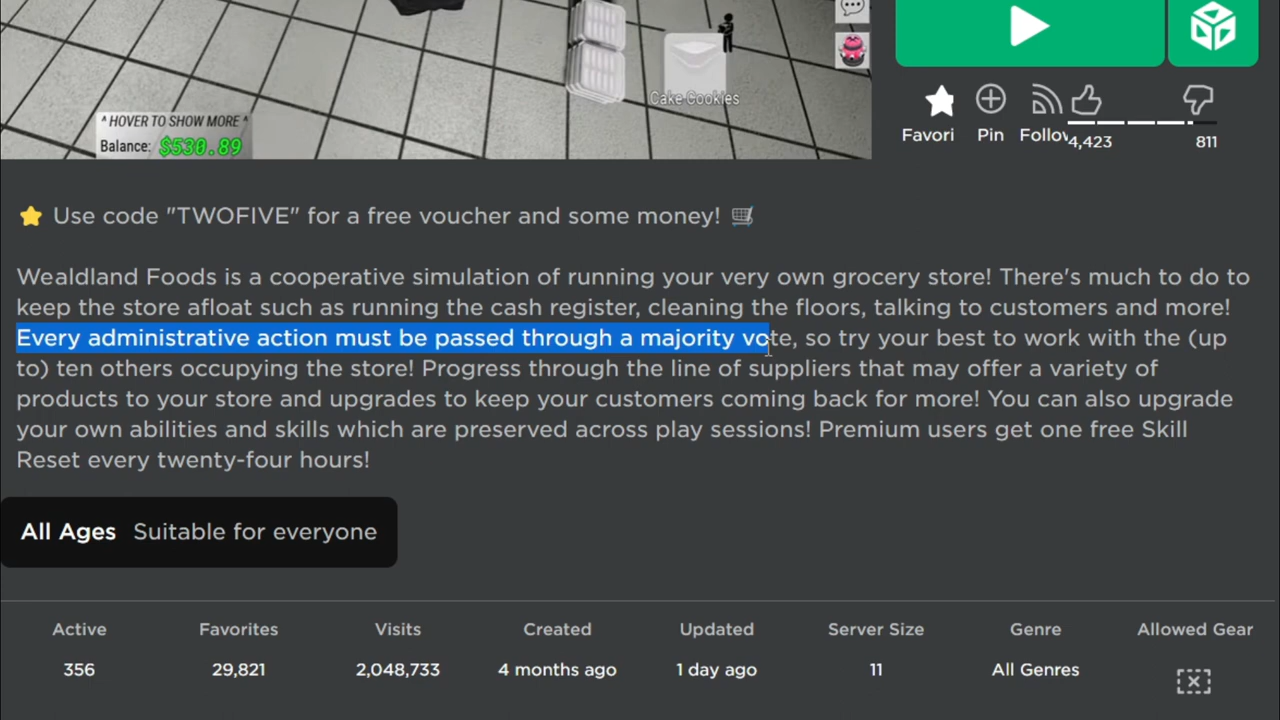 Cake Cookies
^ HOVER TO SHOW MORE ^
Balance: $530.89
Favori
Pin
Follov
4,423
811
Use code "TWOFIVE" for a free voucher and some money!
Wealdland Foods is a cooperative simulation of running your very own grocery store! There's much to do to
keep the store afloat such as running the cash register, cleaning the floors, talking to customers and more!
Every administrative action must be passed through a majority vote, so try your best to work with the (up
to) ten others occupying the store! Progress through the line of suppliers that may offer a variety of
products to your store and upgrades to keep your customers coming back for more! You can also upgrade
your own abilities and skills which are preserved across play sessions! Premium users get one free Skill
Reset every twenty-four hours!
All Ages Suitable for everyone
Active Favorites Visits Created Updated Server Size Genre Allowed Gear
356 29,821 2,048,733 4 months ago 1 day ago 11 All Genres